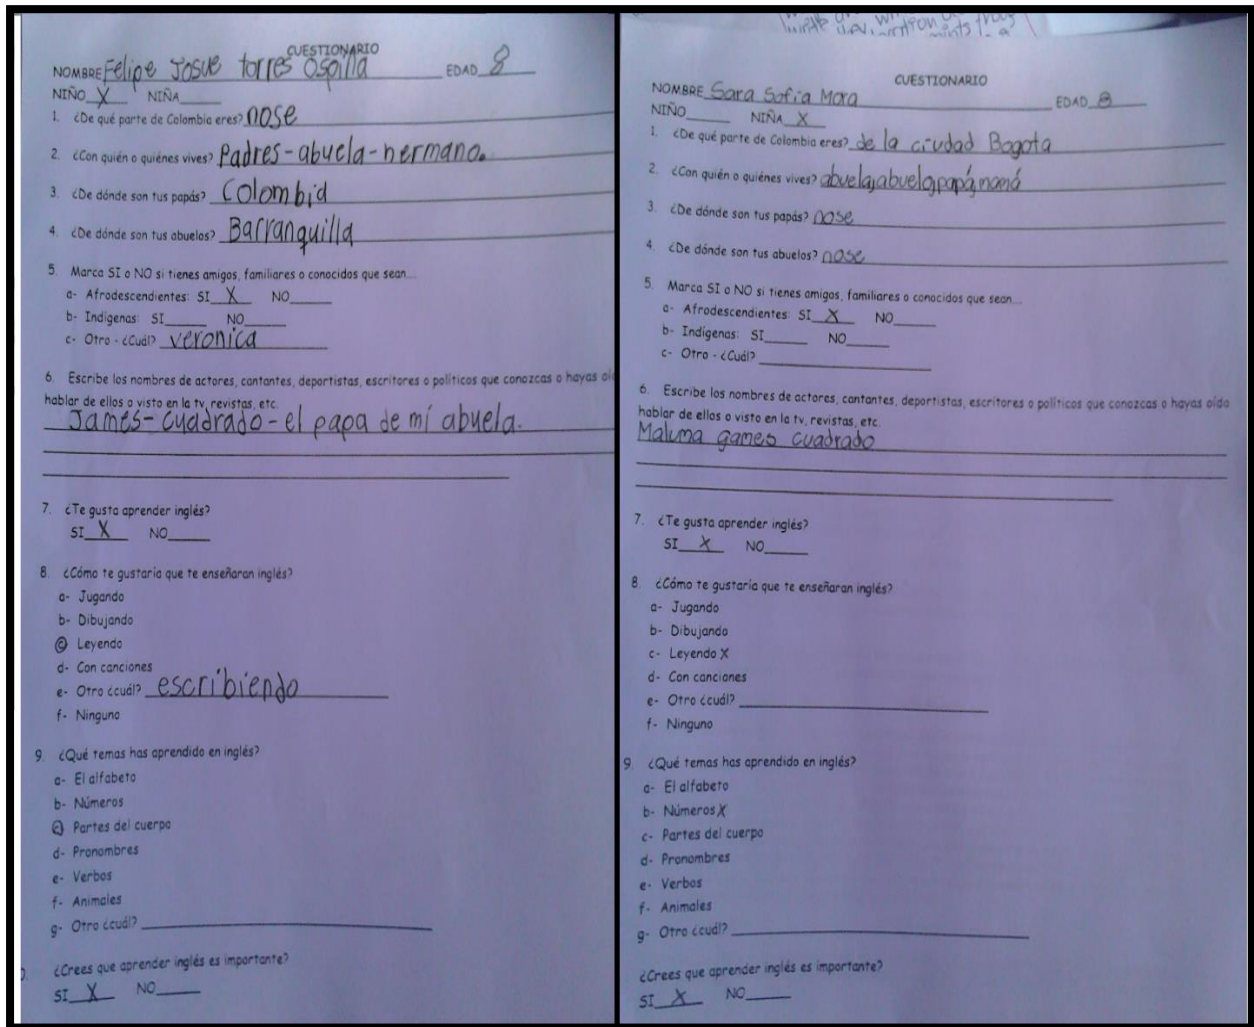 CUESTIONARIO
NOMBRE Felipe Josue torres Ospina EDAD 8
NIÑO X NIÑA
1. ¿De qué parte de Colombia eres? nose
2. ¿Con quién o quiénes vives? Padres-abuela-hermano.
3. ¿De dónde son tus papás? Colombia
4. ¿De dónde son tus abuelos? Barranquilla
5. Marca SI o NO si tienes amigos, familiares o conocidos que sean...
a- Afrodescendientes: SI X NO
b- Indígenas: SI NO
c- Otro - ¿Cuál? veronica
6. Escribe los nombres de actores, cantantes, deportistas, escritores o políticos que conozcas o hayas oid
hablar de ellos o visto en la tv, revistas, etc.
James-cuadrado-el papa de mi abuela.
7. ¿Te gusta aprender inglés?
SI X NO
8. ¿Cómo te gustaría que te enseñaran inglés?
a- Jugando
b- Dibujando
c Leyendo
d- Con canciones
e- Otro ¿cuál? escribiendo
f- Ninguno
9. ¿Qué temas has aprendido en inglés?
a- El alfabeto
b- Números
c Partes del cuerpo
d- Pronombres
e- Verbos
f- Animales
g- Otro ¿cuál?
¿Crees que aprender inglés es importante?
SI X NO
CUESTIONARIO
NOMBRE Sara Sofia Mora EDAD 8
NIÑO NIÑA X
1. ¿De qué parte de Colombia eres? de la ciudad Bogota
2. ¿Con quién o quiénes vives? abuela,abuelo,papá,mamá
3. ¿De dónde son tus papás? nose
4. ¿De dónde son tus abuelos? nose
5. Marca SI o NO si tienes amigos, familiares o conocidos que sean...
a- Afrodescendientes: SI X NO
b- Indígenas: SI NO
c- Otro - ¿Cuál?
6. Escribe los nombres de actores, cantantes, deportistas, escritores o políticos que conozcas o hayas oido
hablar de ellos o visto en la tv, revistas, etc.
Maluma games cuadrado
7. ¿Te gusta aprender inglés?
SI X NO
8. ¿Cómo te gustaría que te enseñaran inglés?
a- Jugando
b- Dibujando
c- Leyendo X
d- Con canciones
e- Otro ¿cuál?
f- Ninguno
9. ¿Qué temas has aprendido en inglés?
a- El alfabeto
b- Números X
c- Partes del cuerpo
d- Pronombres
e- Verbos
f- Animales
g- Otro ¿cuál?
¿Crees que aprender inglés es importante?
SI X NO